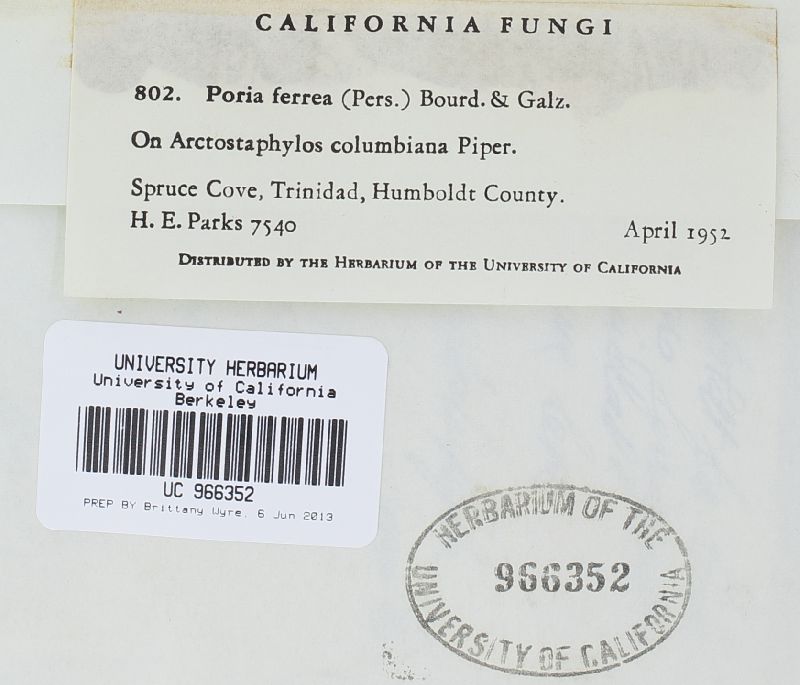 CALIFORNIA FUNGI
802. Poria ferrea (Pers.) Bourd. & Galz.
On Arctostaphylos columbiana Piper.
Spruce Cove, Trinidad, Humboldt County.
H. E. Parks 7540 April 1952
DISTRIBUTED BY THE HERBARIUM OF THE UNIVERSITY OF CALIFORNIA
UNIVERSITY HERBARIUM
University of California
Berkeley
UC 966352
PREP BY Brittany Wyre, 6 Jun 2013
HERBARIUM OF THE
966352
UNIVERSITY OF CALIFORNIA